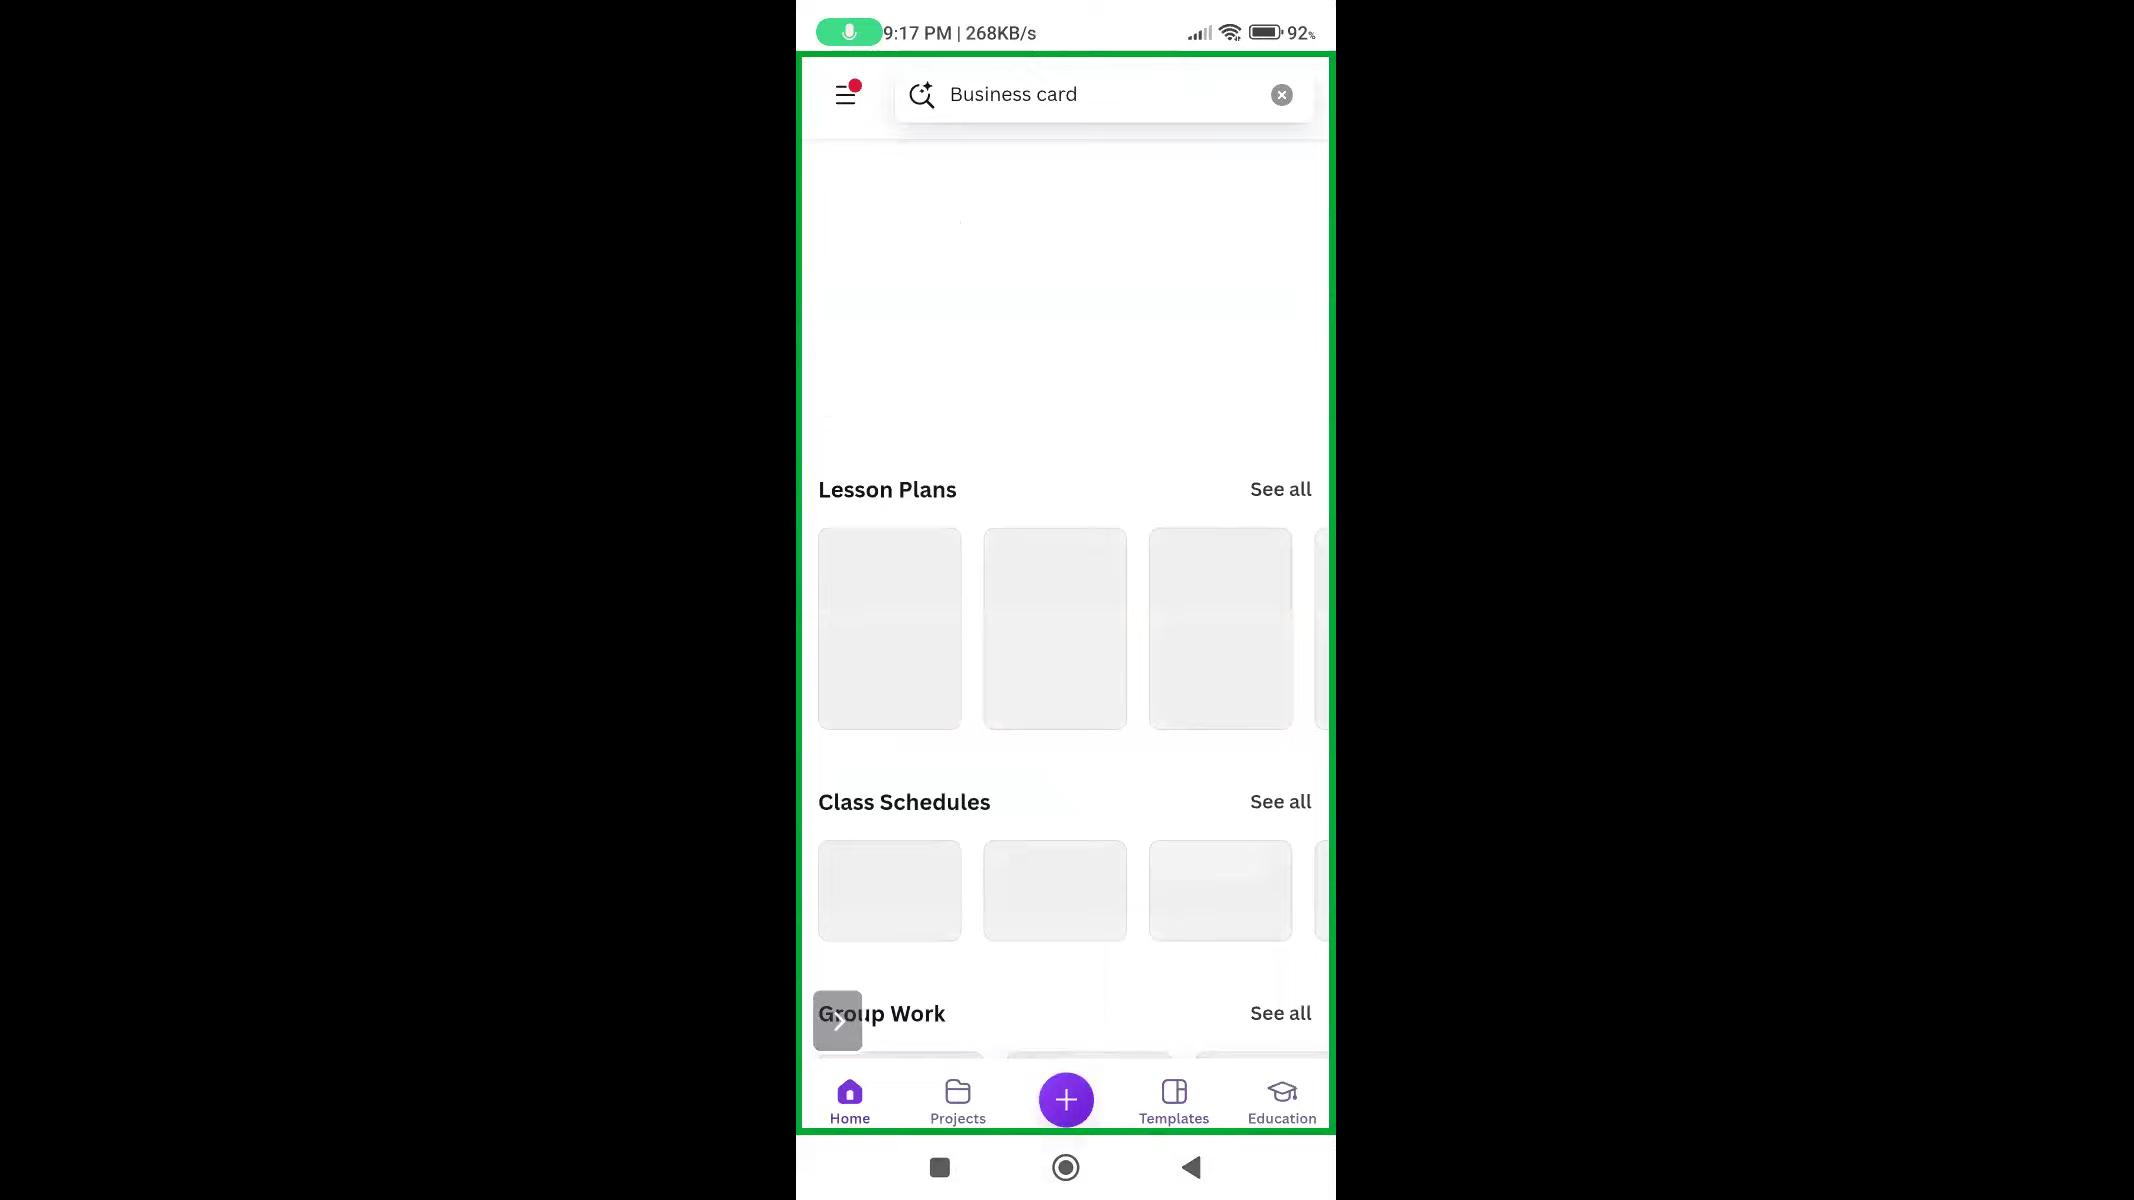 9:17 PM | 268KB/s 92%
Business card
Lesson Plans See all
Class Schedules See all
Group Work See all
Home Projects Templates Education